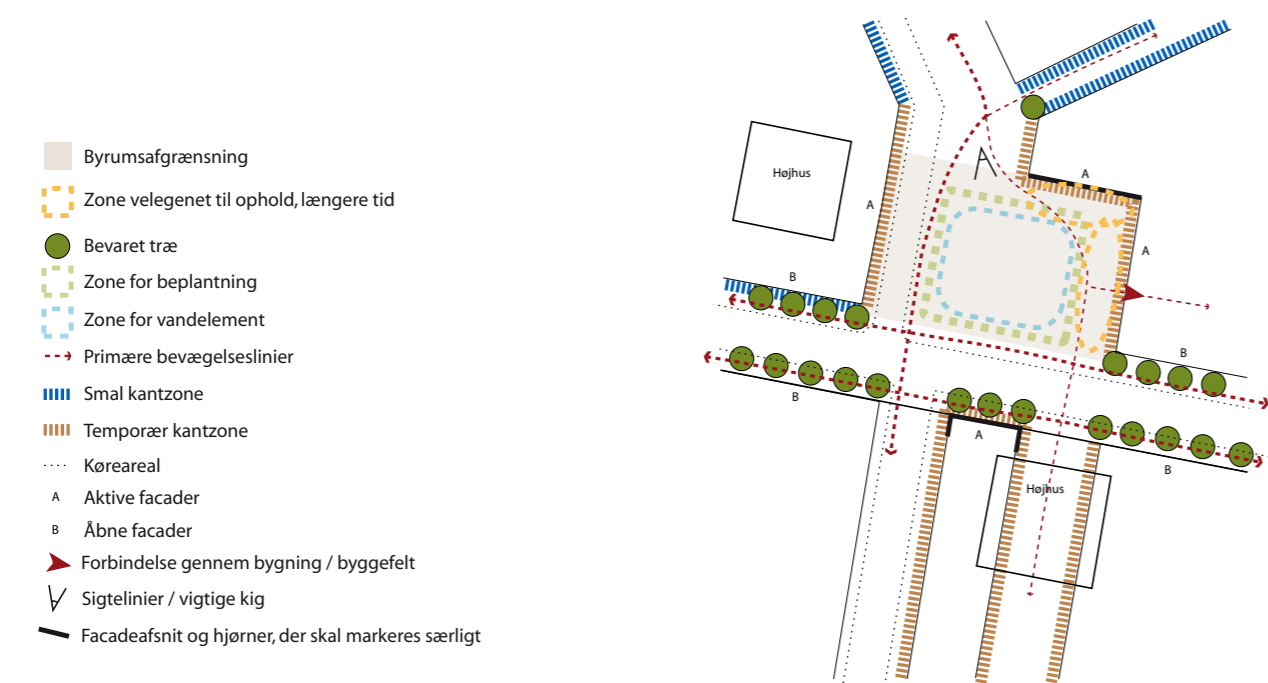 Byrumsafgrænsning
Zone velegenet til ophold, længere tid
Bevaret træ
Zone for beplantning
Zone for vandelement
Primære bevægelseslinier
Smal kantzone
Temporær kantzone
Køreareal
A Aktive facader
B Åbne facader
Forbindelse gennem bygning / byggefelt
Sigtelinier / vigtige kig
Facadeafsnit og hjørner, der skal markeres særligt
Højhus
A
A
A
B
B
B
A
B
Højhus